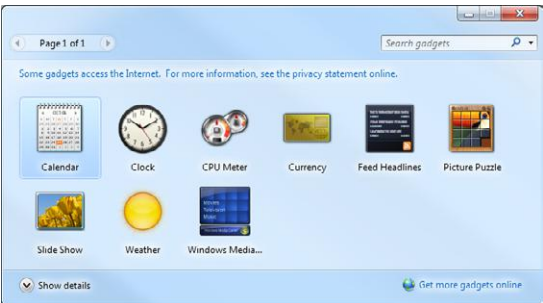 Page 1 of 1
Search gadgets
Some gadgets access the Internet. For more information, see the privacy statement online.
Calendar
Clock
CPU Meter
Currency
Feed Headlines
Picture Puzzle
Slide Show
Weather
Windows Media...
Show details
Get more gadgets online